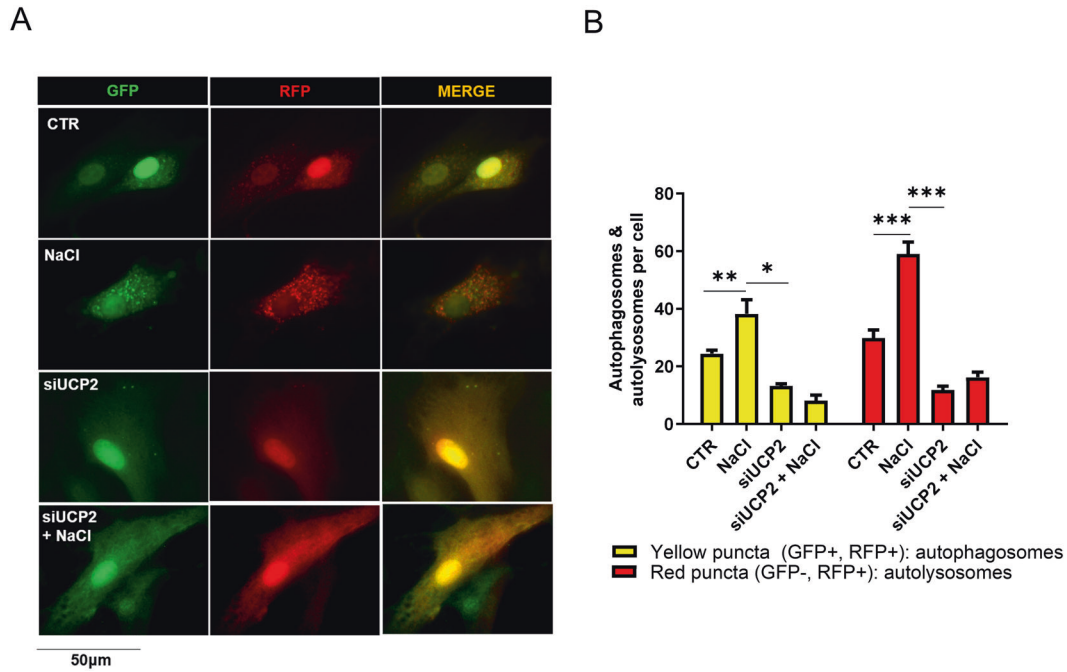 A
GFP RFP MERGE
CTR
NaCl
siUCP2
siUCP2
+ NaCl
50µm
B
Autophagosomes &
autolysosomes per cell
80
60
40
20
0
** * *** ***
CTR NaCl siUCP2 siUCP2 + NaCl CTR NaCl siUCP2 siUCP2 + NaCl
Yellow puncta (GFP+, RFP+): autophagosomes
Red puncta (GFP-, RFP+): autolysosomes